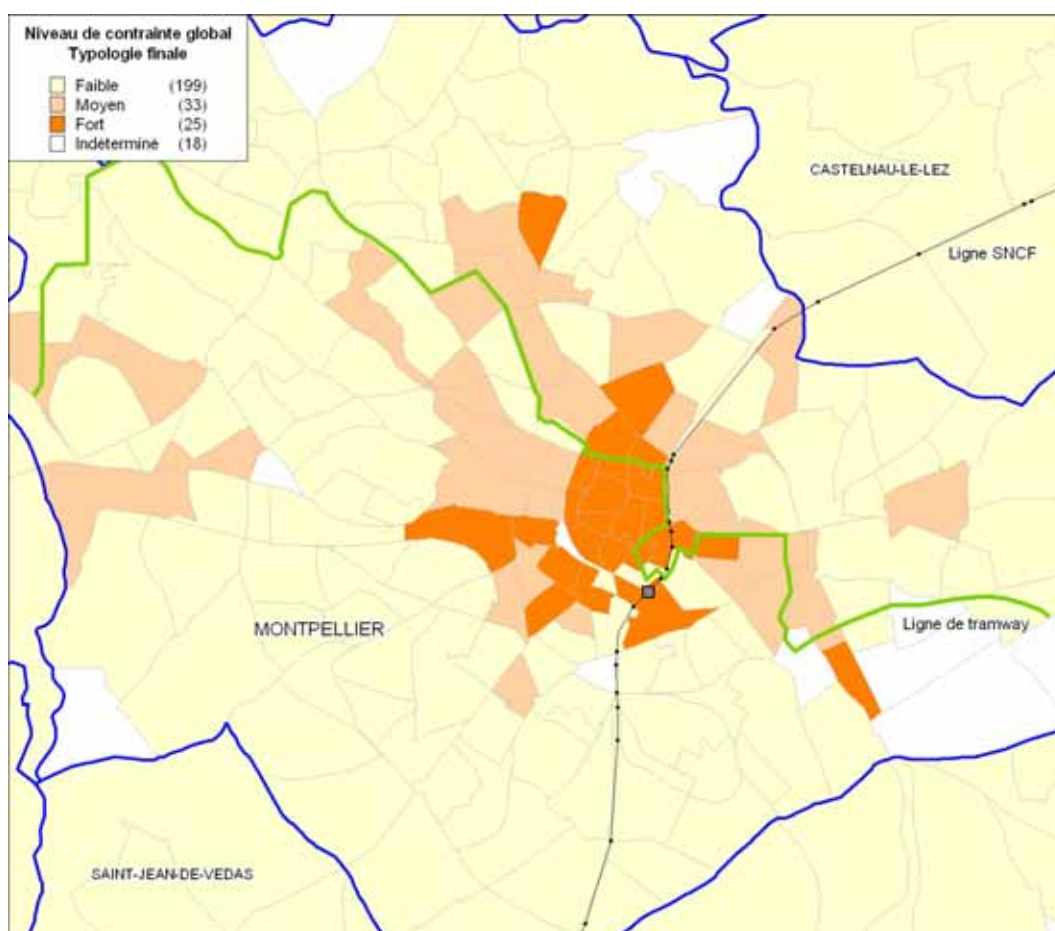 Niveau de contrainte global
Typologie finale
Faible (199)
Moyen (33)
Fort (25)
Indéterminé (18)
CASTELNAU-LE-LEZ
Ligne SNCF
MONTPELLIER
Ligne de tramway
SAINT-JEAN-DE-VEDAS